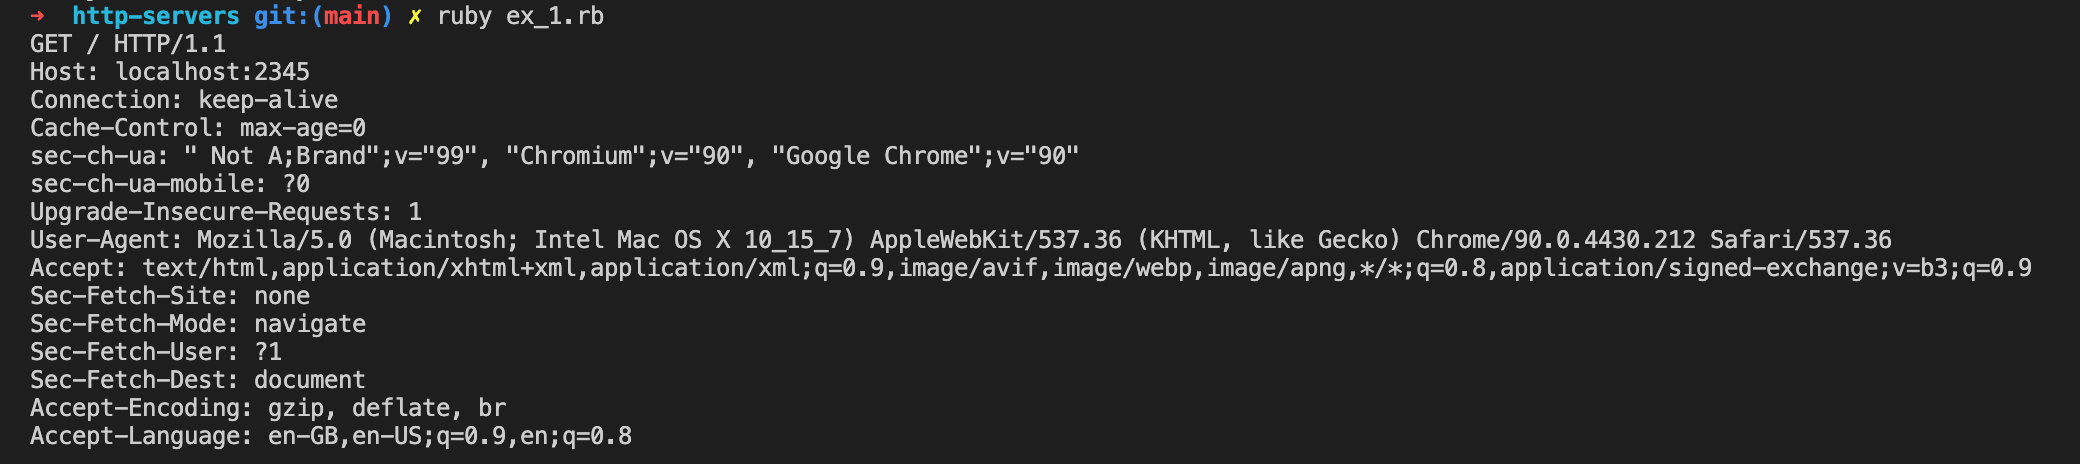 ➜  http-servers git:(main) ✗ ruby ex_1.rb
GET / HTTP/1.1
Host: localhost:2345
Connection: keep-alive
Cache-Control: max-age=0
sec-ch-ua: " Not A;Brand";v="99", "Chromium";v="90", "Google Chrome";v="90"
sec-ch-ua-mobile: ?0
Upgrade-Insecure-Requests: 1
User-Agent: Mozilla/5.0 (Macintosh; Intel Mac OS X 10_15_7) AppleWebKit/537.36 (KHTML, like Gecko) Chrome/90.0.4430.212 Safari/537.36
Accept: text/html,application/xhtml+xml,application/xml;q=0.9,image/avif,image/webp,image/apng,*/*;q=0.8,application/signed-exchange;v=b3;q=0.9
Sec-Fetch-Site: none
Sec-Fetch-Mode: navigate
Sec-Fetch-User: ?1
Sec-Fetch-Dest: document
Accept-Encoding: gzip, deflate, br
Accept-Language: en-GB,en-US;q=0.9,en;q=0.8